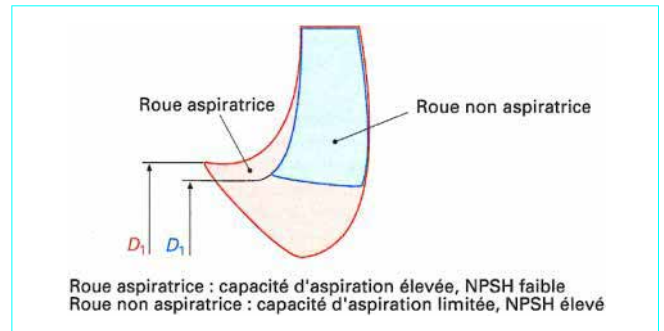 Roue aspiratrice
Roue non aspiratrice
D1 D1
Roue aspiratrice : capacité d'aspiration élevée, NPSH faible
Roue non aspiratrice : capacité d'aspiration limitée, NPSH élevé